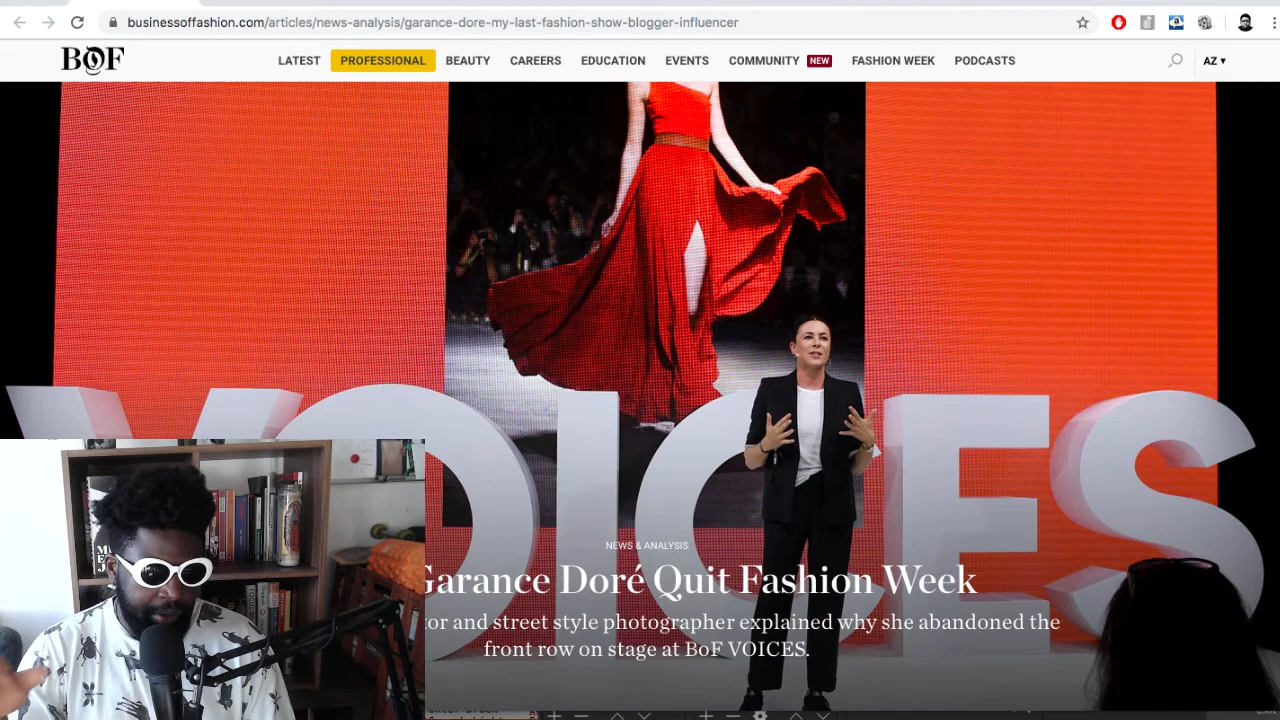 businessoffashion.com/articles/news-analysis/garance-dore-my-last-fashion-show-blogger-influencer
BOF
LATEST PROFESSIONAL BEAUTY CAREERS EDUCATION EVENTS COMMUNITY NEW FASHION WEEK PODCASTS AZ
VOICES
NEWS & ANALYSIS
Garance Doré Quit Fashion Week
and street style photographer explained why she abandoned the
front row on stage at BoF VOICES.